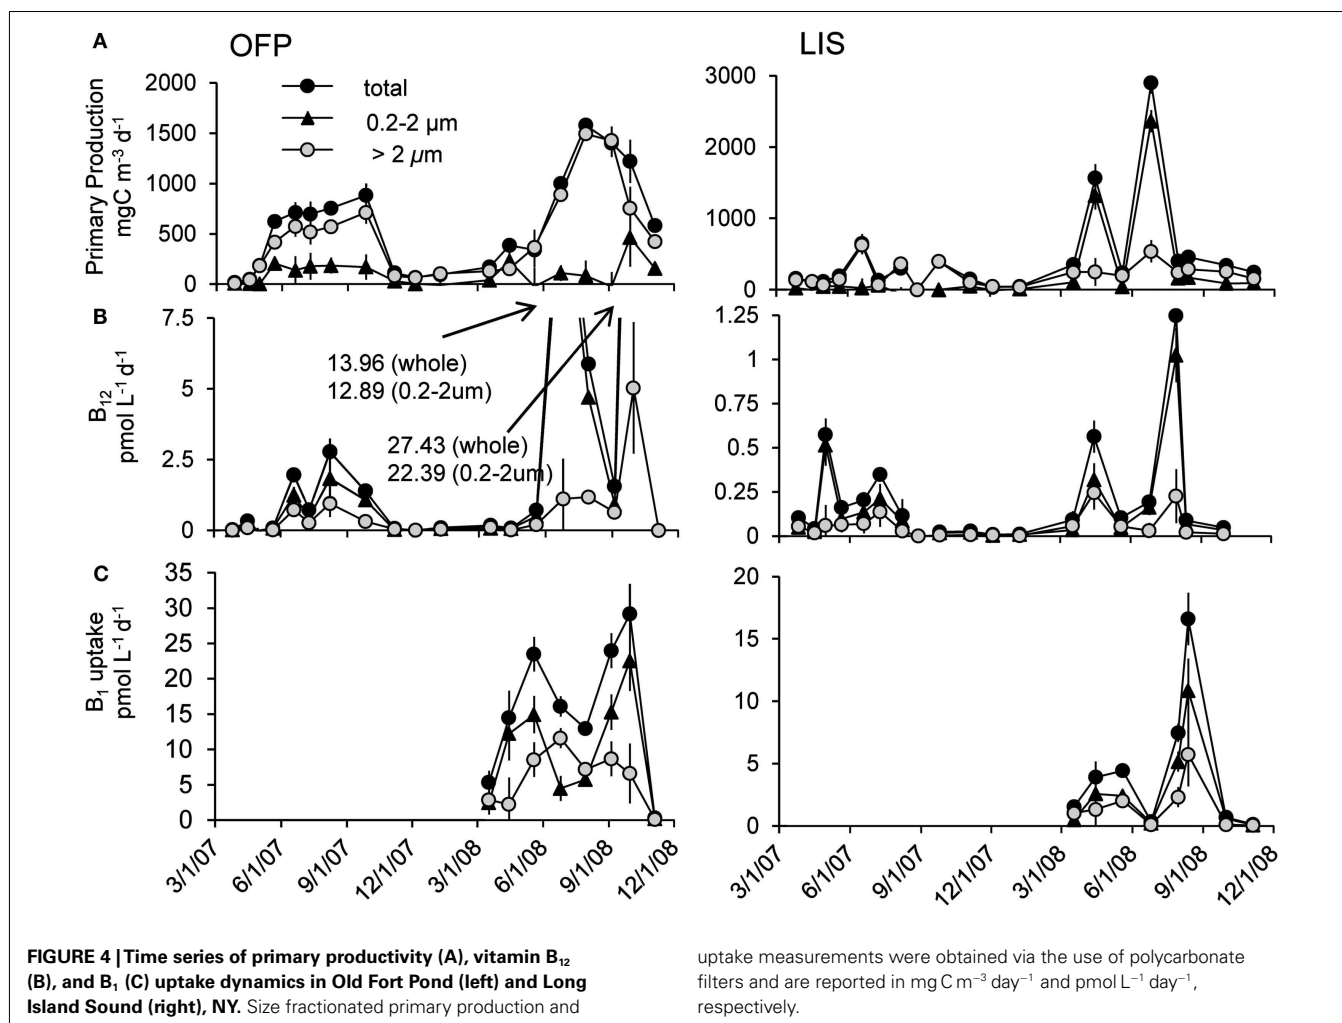 A
OFP
LIS
Primary Production
mgC m⁻³ d⁻¹
2000
1500
1000
500
0
total
0.2-2 µm
> 2 µm
3000
2000
1000
0
B
B₁₂
pmol L⁻¹ d⁻¹
7.5
5
2.5
0
13.96 (whole)
12.89 (0.2-2um)
27.43 (whole)
22.39 (0.2-2um)
1.25
1
0.75
0.5
0.25
0
C
B₁ uptake
pmol L⁻¹ d⁻¹
35
30
25
20
15
10
5
0
3/1/07
6/1/07
9/1/07
12/1/07
3/1/08
6/1/08
9/1/08
12/1/08
20
15
10
5
0
3/1/07
6/1/07
9/1/07
12/1/07
3/1/08
6/1/08
9/1/08
12/1/08
FIGURE 4 | Time series of primary productivity (A), vitamin B₁₂
(B), and B₁ (C) uptake dynamics in Old Fort Pond (left) and Long
Island Sound (right), NY. Size fractionated primary production and
uptake measurements were obtained via the use of polycarbonate
filters and are reported in mg C m⁻³ day⁻¹ and pmol L⁻¹ day⁻¹,
respectively.